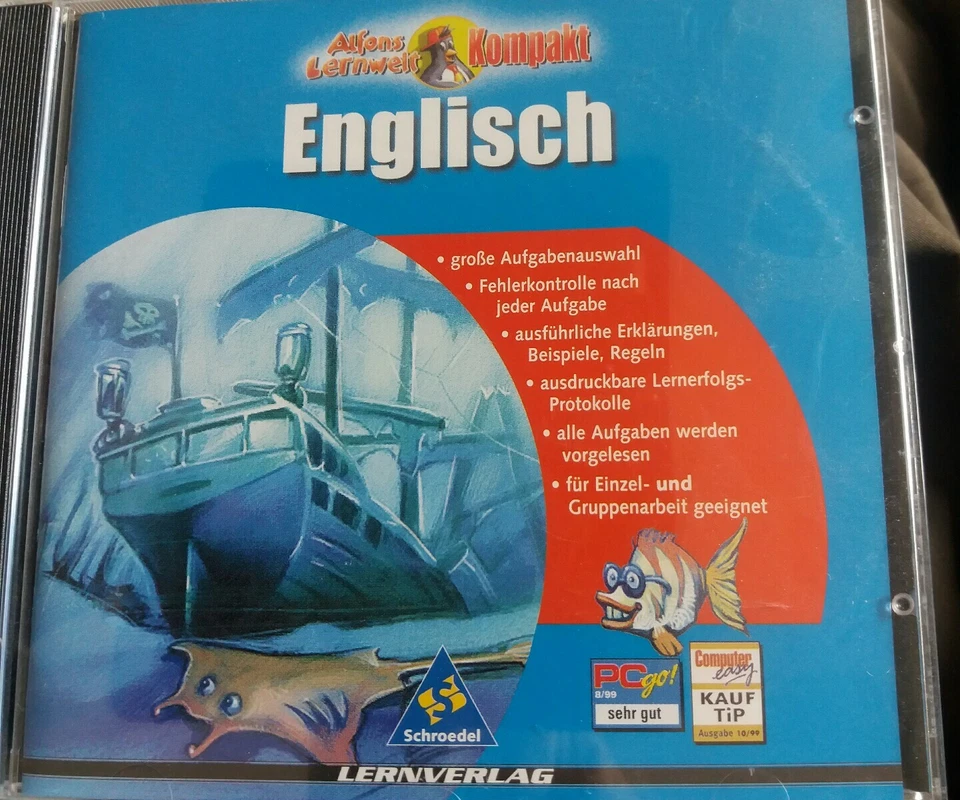 Alfons
Lernwelt
Kompakt
Englisch
• große Aufgabenauswahl
• Fehlerkontrolle nach
jeder Aufgabe
• ausführliche Erklärungen,
Beispiele, Regeln
• ausdruckbare Lernerfolgs-
Protokolle
• alle Aufgaben werden
vorgelesen
• für Einzel- und
Gruppenarbeit geeignet
PC go!
8/99
sehr gut
Computer
easy
KAUF
TiP
Ausgabe 10/99
Schroedel
LERNVERLAG